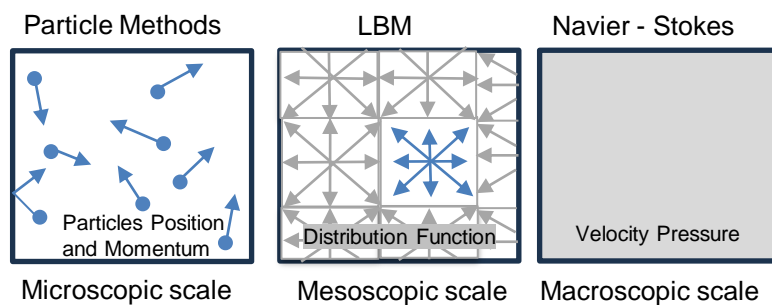 Particle Methods
LBM
Navier - Stokes
Particles Position
and Momentum
Distribution Function
Velocity Pressure
Microscopic scale
Mesoscopic scale
Macroscopic scale